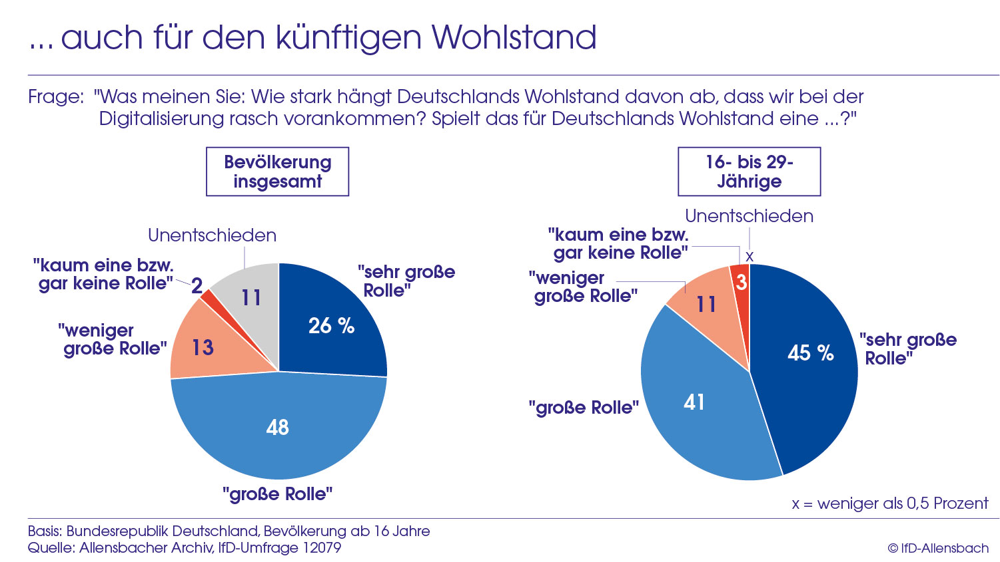 ... auch für den künftigen Wohlstand
Frage: "Was meinen Sie: Wie stark hängt Deutschlands Wohlstand davon ab, dass wir bei der
Digitalisierung rasch vorankommen? Spielt das für Deutschlands Wohlstand eine ...?"
Bevölkerung
insgesamt
Unentschieden
"kaum eine bzw.
gar keine Rolle"
2
11
"sehr große
Rolle"
26 %
"weniger
große Rolle"
13
48
"große Rolle"
16- bis 29-
Jährige
Unentschieden
"kaum eine bzw.
gar keine Rolle"
x
3
"weniger
große Rolle"
11
"sehr große
Rolle"
45 %
"große Rolle"
41
x = weniger als 0,5 Prozent
Basis: Bundesrepublik Deutschland, Bevölkerung ab 16 Jahre
Quelle: Allensbacher Archiv, IfD-Umfrage 12079
© IfD-Allensbach